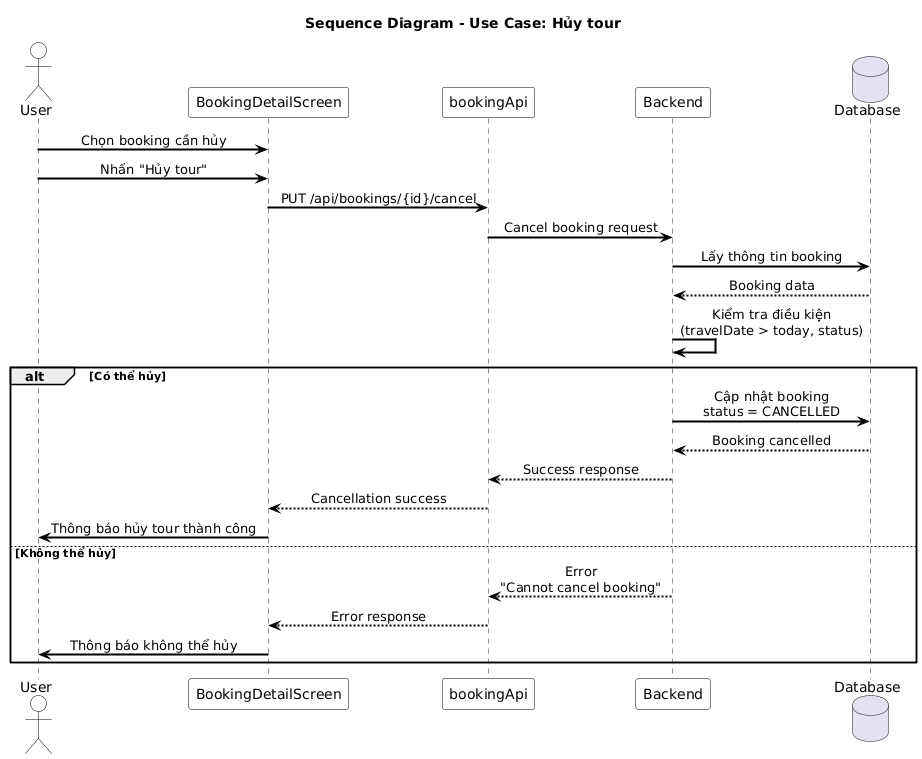 Sequence Diagram - Use Case: Hủy tour
User
BookingDetailScreen
bookingApi
Backend
Database
Chọn booking cần hủy
Nhấn "Hủy tour"
PUT /api/bookings/{id}/cancel
Cancel booking request
Lấy thông tin booking
Booking data
Kiểm tra điều kiện
(travelDate > today, status)
alt
[Có thể hủy]
Cập nhật booking
status = CANCELLED
Booking cancelled
Success response
Cancellation success
Thông báo hủy tour thành công
[Không thể hủy]
Error
"Cannot cancel booking"
Error response
Thông báo không thể hủy
User
BookingDetailScreen
bookingApi
Backend
Database